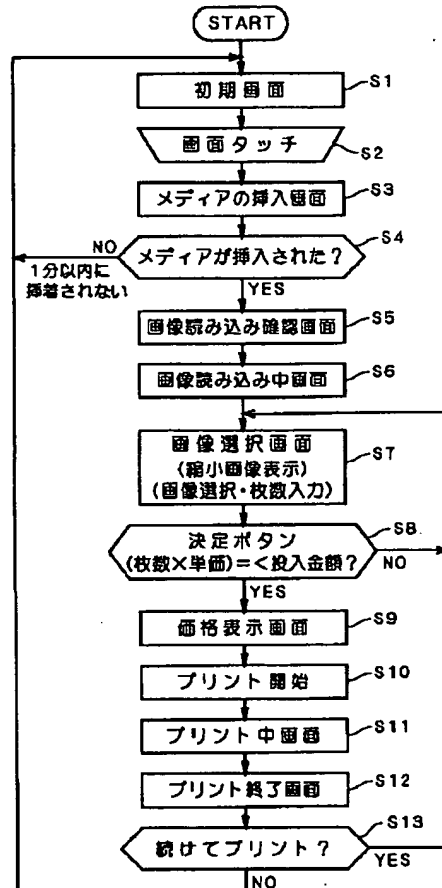 START
初期画面 S1
画面タッチ S2
メディアの挿入画面 S3
メディアが挿入された？ S4
NO
1分以内に
挿着されない
YES
画像読み込み確認画面 S5
画像読み込み中画面 S6
画像選択画面
(縮小画像表示)
(画像選択・枚数入力)
S7
決定ボタン
(枚数×単価)=<投入金額？
S8
NO
YES
価格表示画面 S9
プリント開始 S10
プリント中画面 S11
プリント終了画面 S12
続けてプリント？ S13
YES
NO